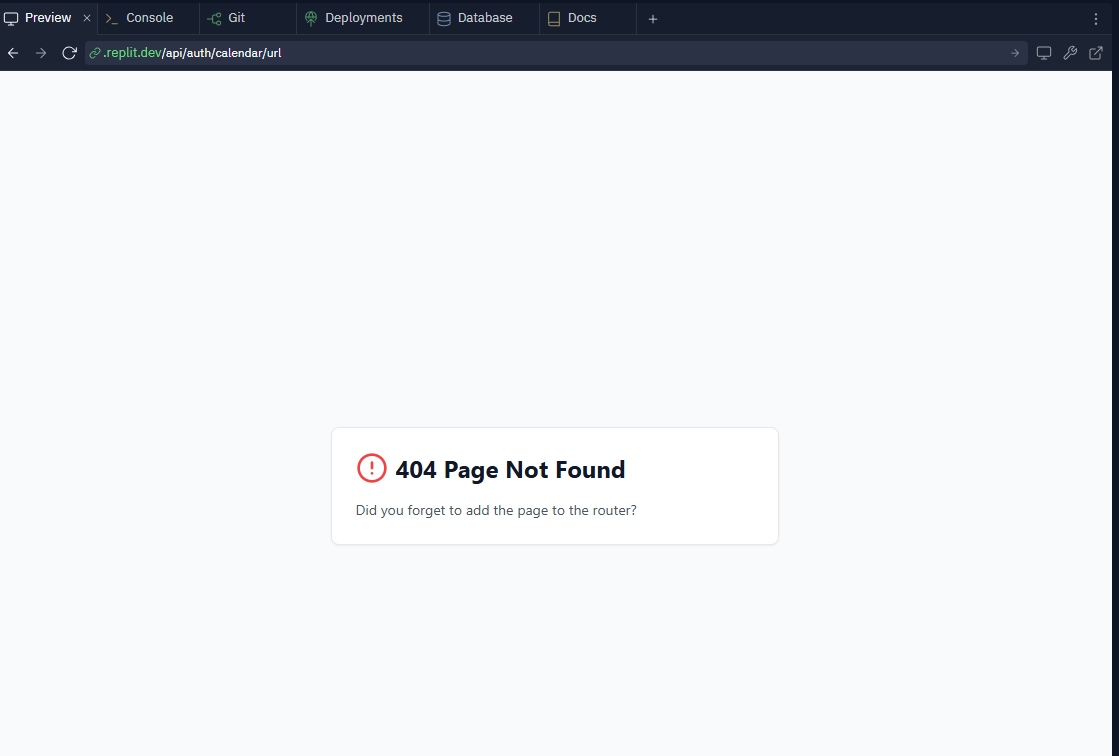 Preview Console Git Deployments Database Docs
.replit.dev/api/auth/calendar/url
404 Page Not Found
Did you forget to add the page to the router?